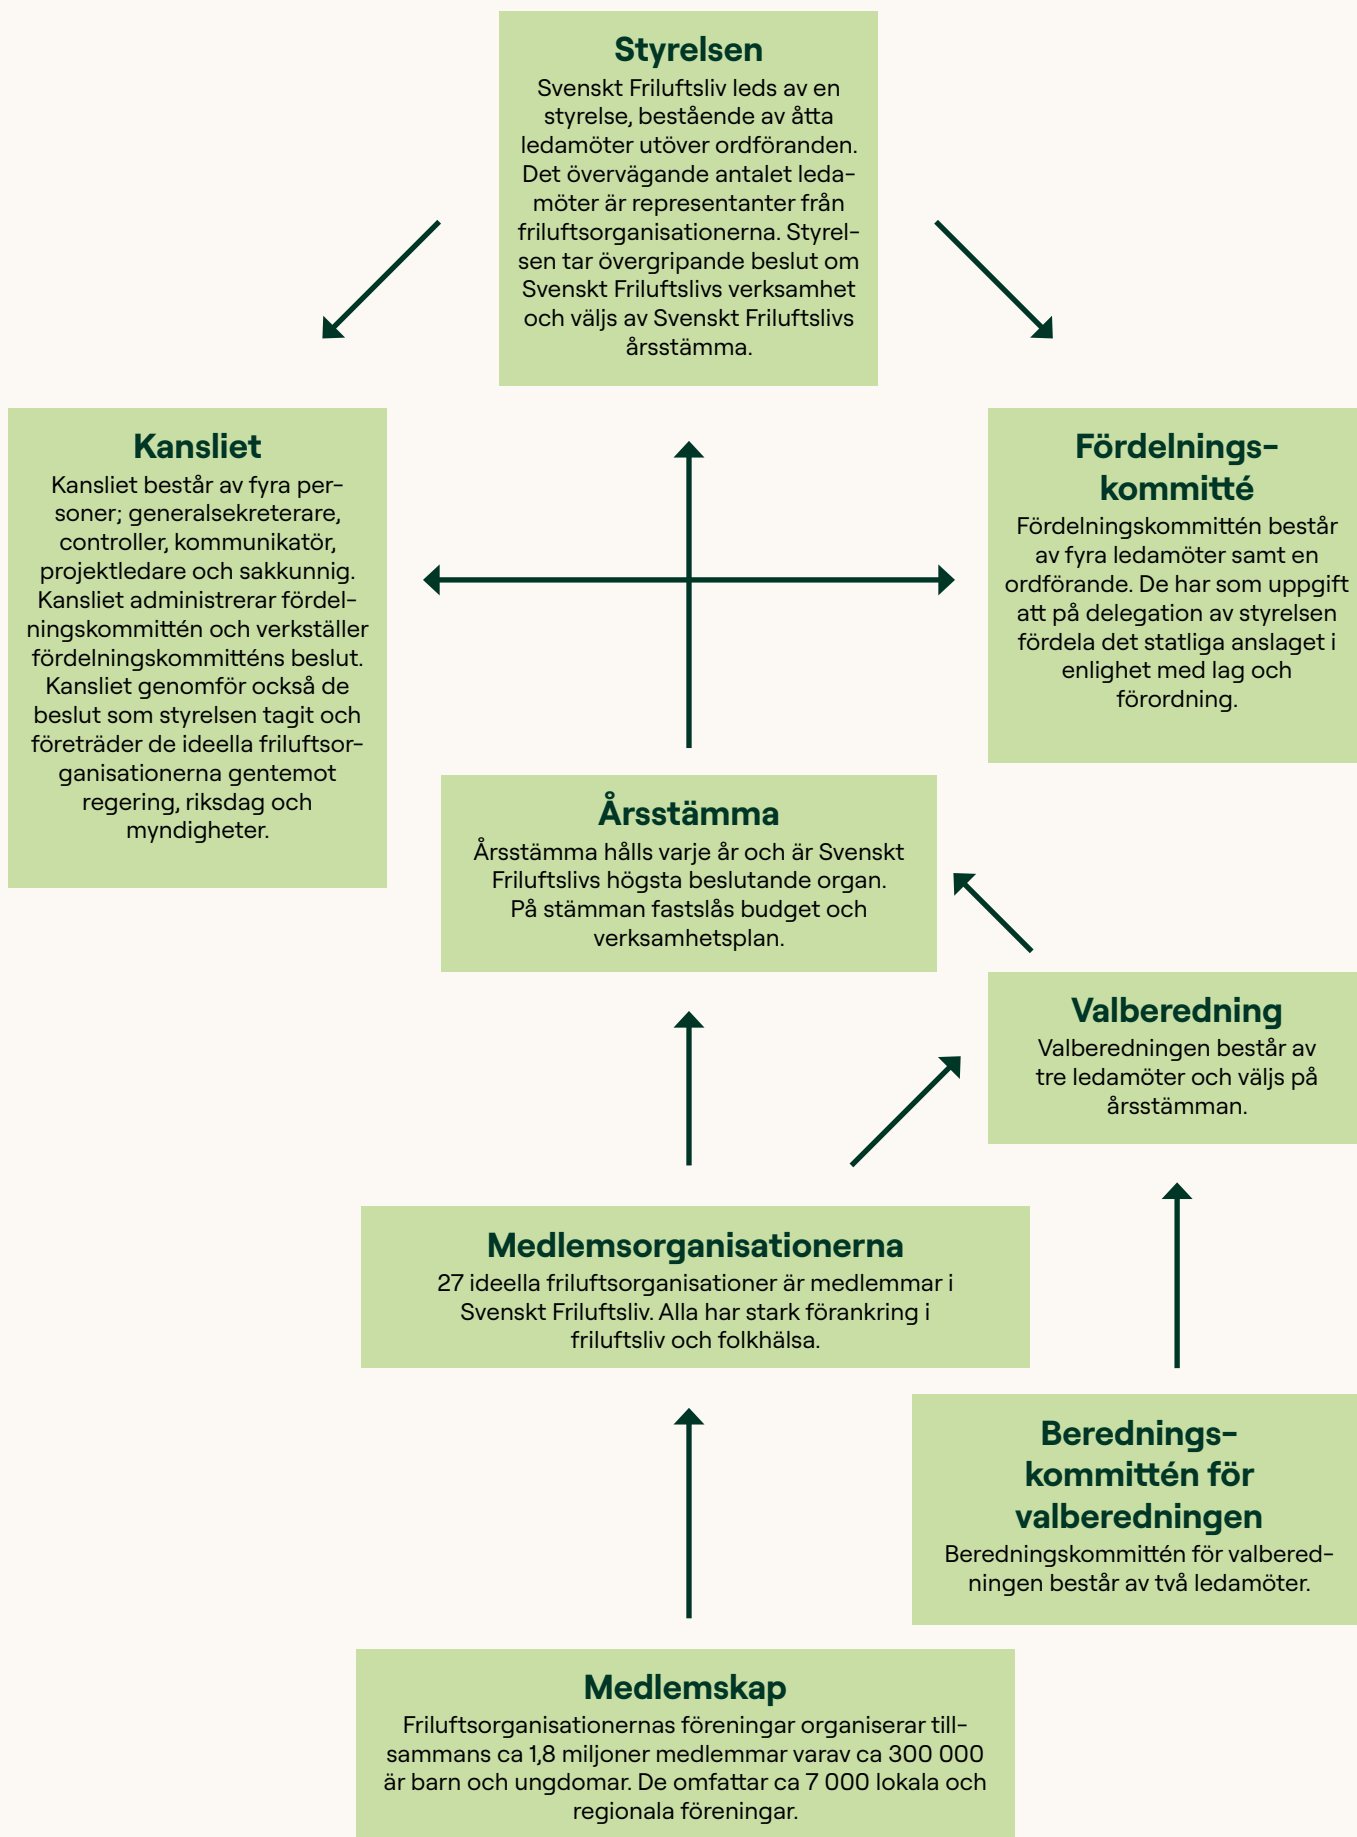 Styrelsen
Svenskt Friluftsliv leds av en
styrelse, bestående av åtta
ledamöter utöver ordföranden.
Det övervägande antalet leda-
möter är representanter från
friluftsorganisationerna. Styrel-
sen tar övergripande beslut om
Svenskt Friluftslivs verksamhet
och väljs av Svenskt Friluftslivs
årsstämma.
Kansliet
Kansliet består av fyra per-
soner; generalsekreterare,
controller, kommunikatör,
projektledare och sakkunnig.
Kansliet administrerar fördel-
ningskommittén och verkställer
fördelningskommitténs beslut.
Kansliet genomför också de
beslut som styrelsen tagit och
företräder de ideella friluftsor-
ganisationerna gentemot
regering, riksdag och
myndigheter.
Fördelnings-
kommitté
Fördelningskommittén består
av fyra ledamöter samt en
ordförande. De har som uppgift
att på delegation av styrelsen
fördela det statliga anslaget i
enlighet med lag och
förordning.
Årsstämma
Årsstämma hålls varje år och är Svenskt
Friluftslivs högsta beslutande organ.
På stämman fastslås budget och
verksamhetsplan.
Valberedning
Valberedningen består av
tre ledamöter och väljs på
årsstämman.
Medlemsorganisationerna
27 ideella friluftsorganisationer är medlemmar i
Svenskt Friluftsliv. Alla har stark förankring i
friluftsliv och folkhälsa.
Berednings-
kommittén för
valberedningen
Beredningskommittén för valbered-
ningen består av två ledamöter.
Medlemskap
Friluftsorganisationernas föreningar organiserar till-
sammans ca 1,8 miljoner medlemmar varav ca 300 000
är barn och ungdomar. De omfattar ca 7 000 lokala och
regionala föreningar.